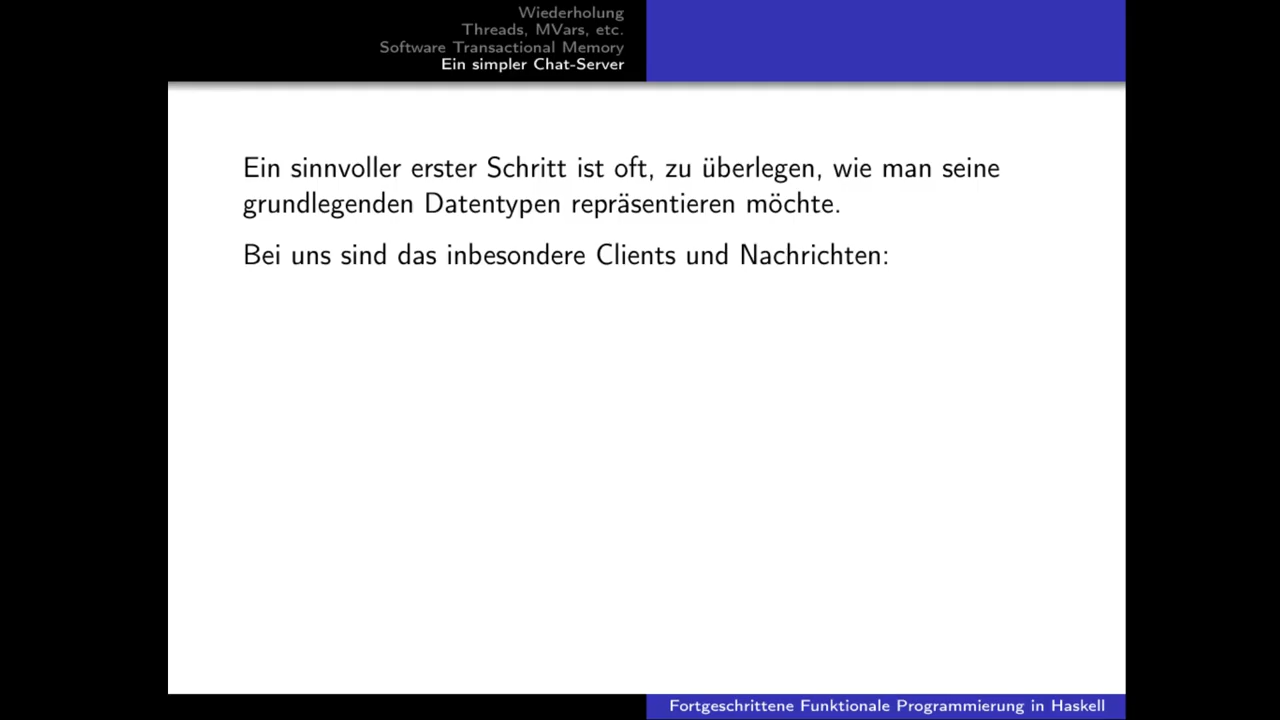 Wiederholung
Threads, MVars, etc.
Software Transactional Memory
Ein simpler Chat-Server
Ein sinnvoller erster Schritt ist oft, zu überlegen, wie man seine
grundlegenden Datentypen repräsentieren möchte.
Bei uns sind das inbesondere Clients und Nachrichten:
Fortgeschrittene Funktionale Programmierung in Haskell